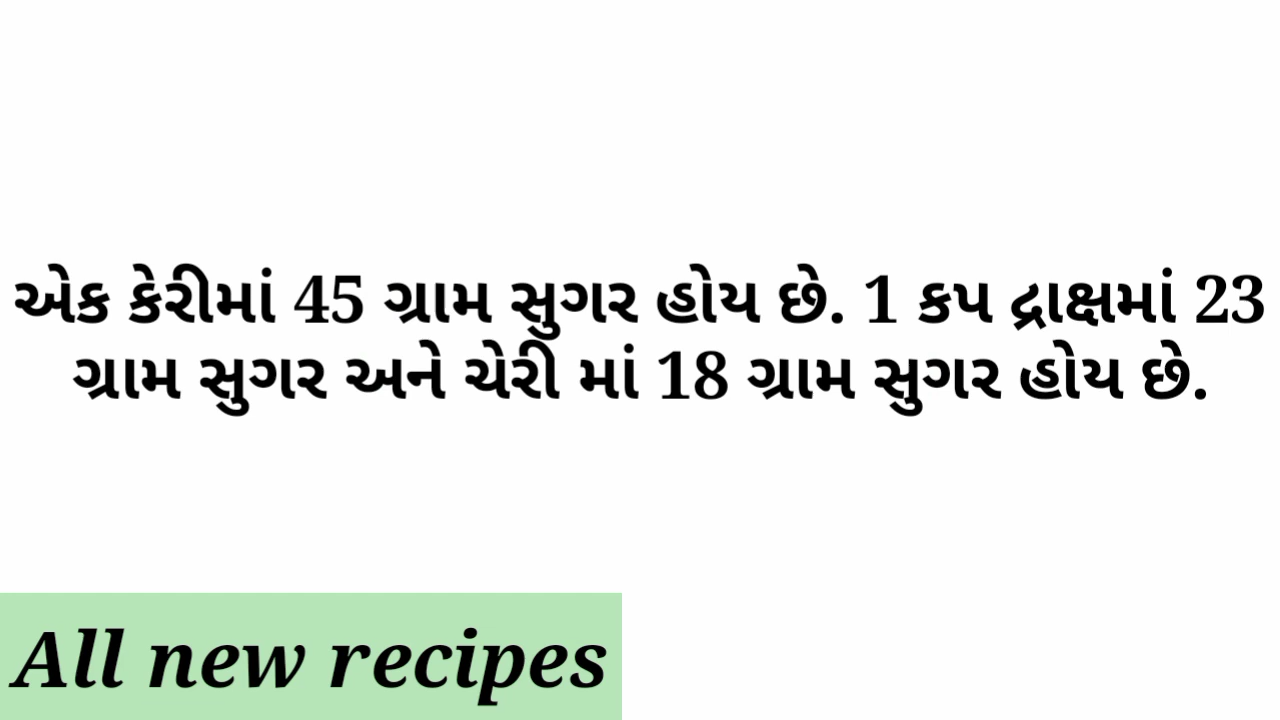 એક કેરીમાં 45 ગ્રામ સુગર હોય છે. 1 કપ દ્રાક્ષમાં 23
ગ્રામ સુગર અને ચેરી માં 18 ગ્રામ સુગર હોય છે.
All new recipes